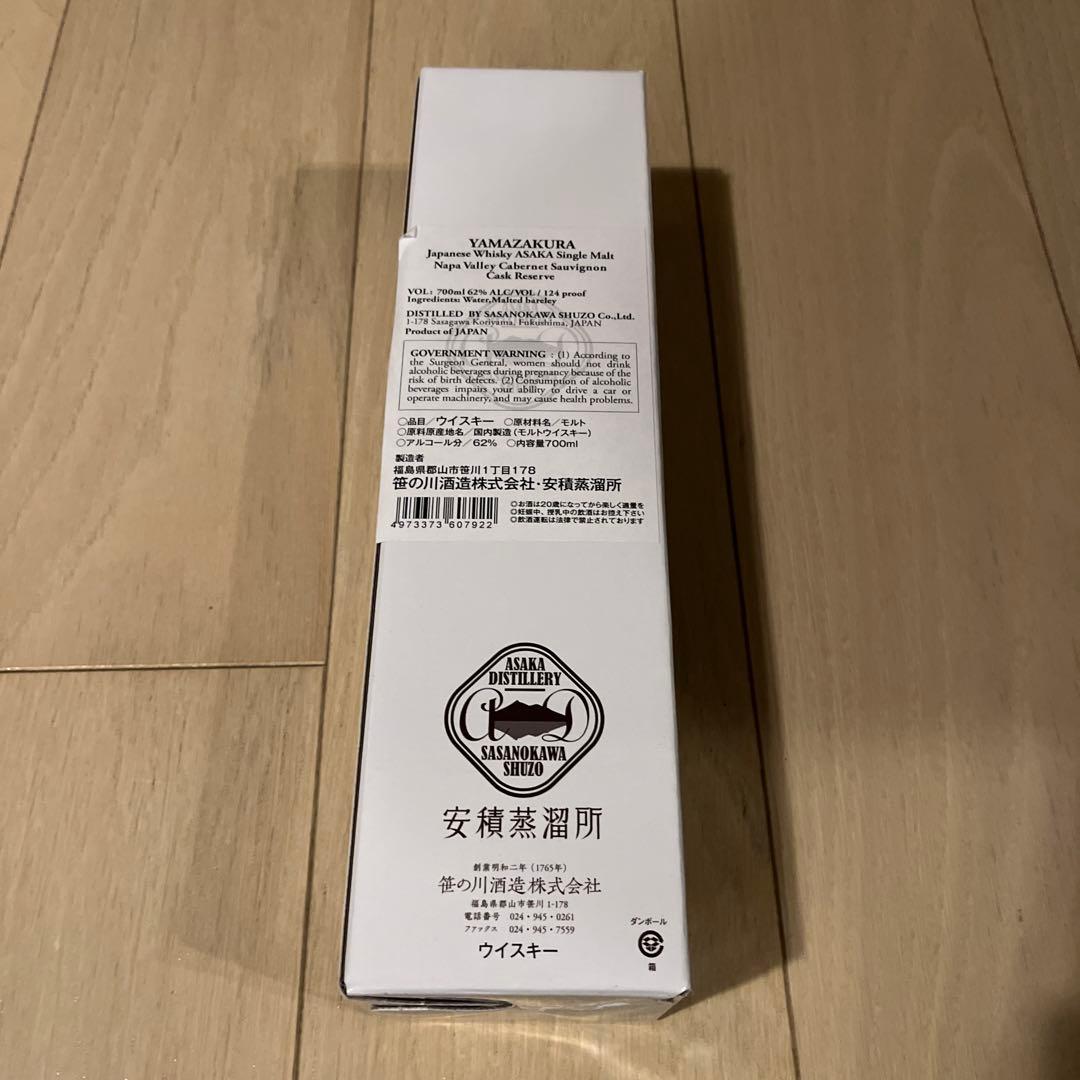 YAMAZAKURA
Japanese Whisky ASAKA Single Malt
Napa Valley Cabernet Sauvignon
Cask Reserve
VOL: 700ml 62% ALC/VOL / 124 proof
Ingredients: Water,Malted bareley
DISTILLED BY SASANOKAWA SHUZO Co.,Ltd.
1-178 Sasagawa Koriyama, Fukushima, JAPAN
Product of JAPAN
GOVERNMENT WARNING : (1) According to
the Surgeon General, women should not drink
alcoholic beverages during pregnancy because of the
risk of birth defects. (2) Consumption of alcoholic
beverages impairs your ability to drive a car or
operate machinery, and may cause health problems.
○品目/ウイスキー ○原材料名/モルト
○原料原産地名/国内製造(モルトウイスキー)
○アルコール分/62% ○内容量700ml
製造者
福島県郡山市笹川1丁目178
笹の川酒造株式会社・安積蒸溜所
◎お酒は20歳になってから楽しく適量を
◎妊娠中、授乳中の飲酒はお控え下さい
◎飲酒運転は法律で禁止されております
4973373 607922
ASAKA
DISTILLERY
SASANOKAWA
SHUZO
安積蒸溜所
創業明和二年(1765年)
笹の川酒造株式会社
福島県郡山市笹川 1-178
電話番号 024・945・0261
ファックス 024・945・7559
ウイスキー
ダンボール
箱